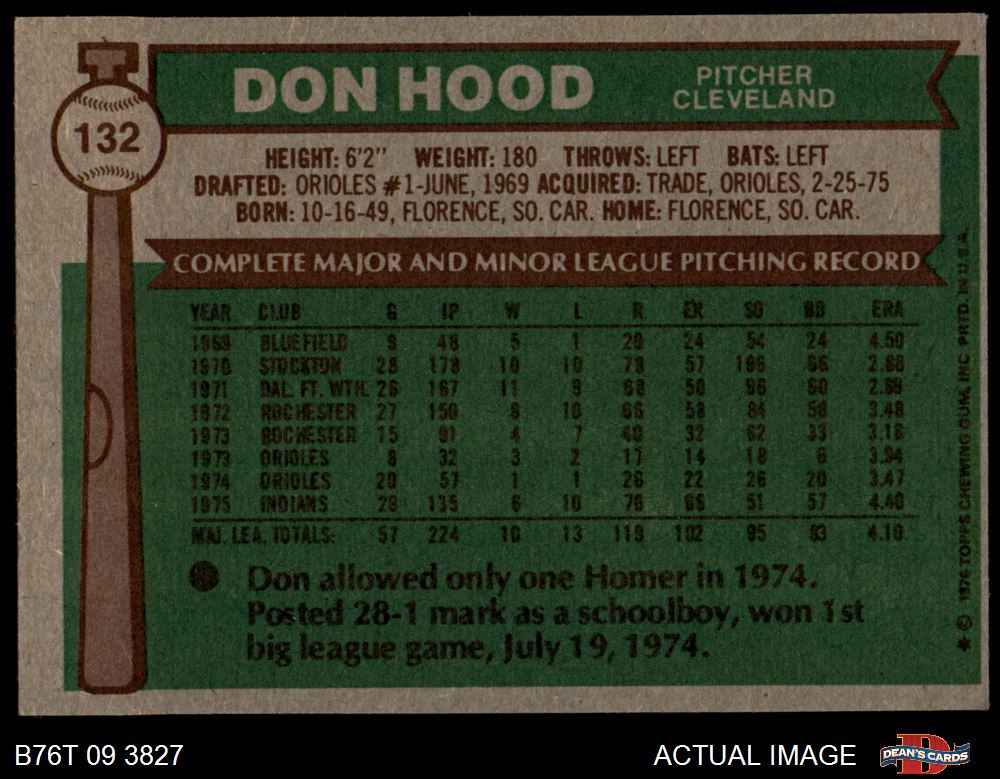 132
DON HOOD
PITCHER
CLEVELAND
HEIGHT: 6'2" WEIGHT: 180 THROWS: LEFT BATS: LEFT
DRAFTED: ORIOLES #1-JUNE, 1969 ACQUIRED: TRADE, ORIOLES, 2-25-75
BORN: 10-16-49, FLORENCE, SO. CAR. HOME: FLORENCE, SO. CAR.
COMPLETE MAJOR AND MINOR LEAGUE PITCHING RECORD
YEAR CLUB G IP W L R ER SO BB ERA
1969 BLUEFIELD 9 48 5 1 29 24 54 24 4.50
1970 STOCKTON 28 178 10 10 78 57 196 66 2.88
1971 DAL. FT. WTH. 26 167 11 9 68 50 96 60
1972 ROCHESTER 27 150 9 10 66 58 84 58 3.48
1973 ROCHESTER 15 91 4 7 40 32 62 33 3.16
1973 ORIOLES 8 32 3 2 17 14 18 6 3.94
1974 ORIOLES 20 57 1 1 26 22 26 20 3.47
1975 INDIANS 29 135 6 10 76 66 51 57 4.40
MAJ. LEA. TOTALS: 57 224 10 13 119 102 95 83 4.10
Don allowed only one Homer in 1974.
Posted 28-1 mark as a schoolboy, won 1st
big league game, July 19, 1974.
* © 1976 TOPPS CHEWING GUM, INC. PRTD. IN U.S.A.
B76T 09 3827
ACTUAL IMAGE
DEAN'S CARDS